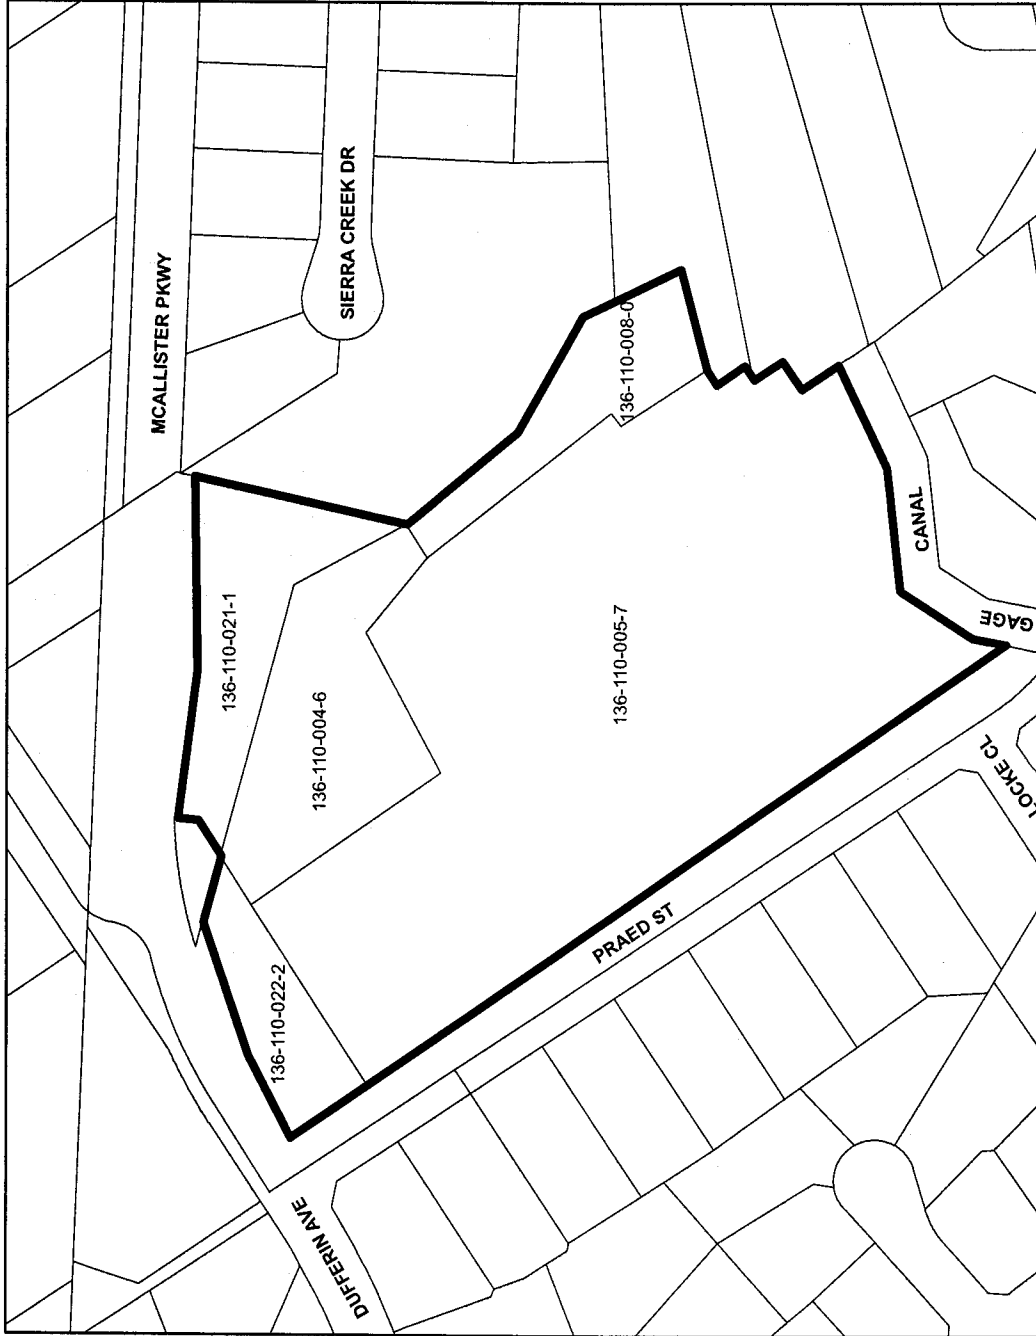 MCALLISTER PKWY
SIERRA CREEK DR
136-110-008-0
136-110-021-1
136-110-004-6
136-110-005-7
136-110-022-2
CANAL
GAGE
LOCKE CL
PRAED ST
DUFFERIN AVE